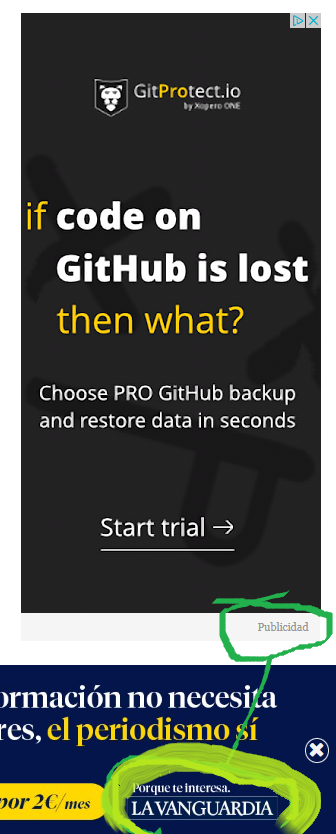 GitProtect.io
by Xopero ONE
if code on
GitHub is lost
then what?
Choose PRO GitHub backup
and restore data in seconds
Start trial →
Publicidad
ormación no necesita
res, el periodismo sí
por 2€/mes
Porque te interesa.
LA VANGUARDIA